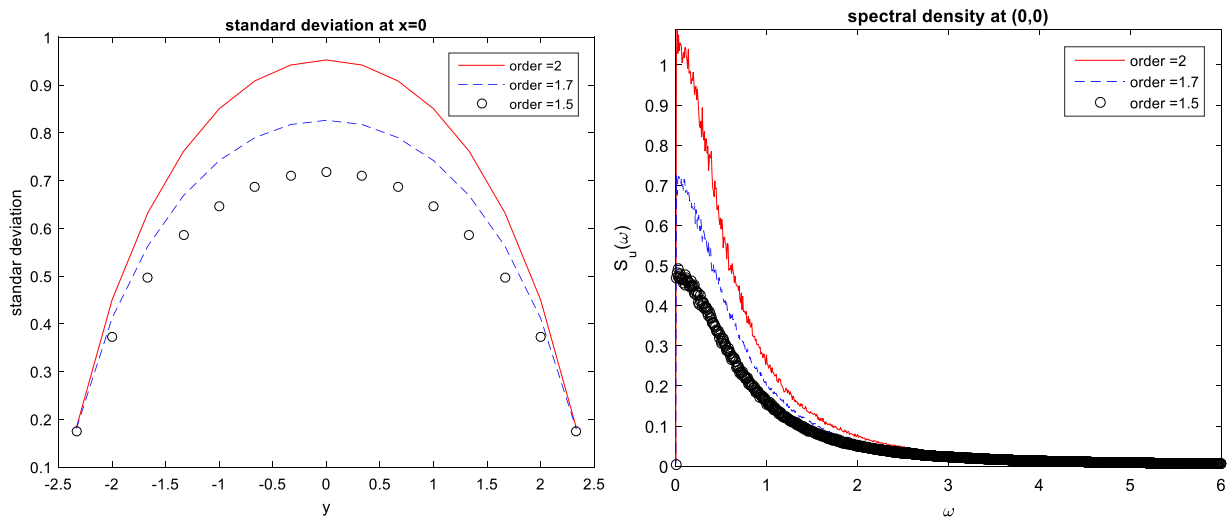 standard deviation at x=0
1
0.9
0.8
0.7
0.6
0.5
0.4
0.3
0.2
0.1
standar deviation
order =2
order =1.7
order =1.5
-2.5 -2 -1.5 -1 -0.5 0 0.5 1 1.5 2 2.5
y
spectral density at (0,0)
1
0.9
0.8
0.7
0.6
0.5
0.4
0.3
0.2
0.1
0
S_u(ω)
order =2
order =1.7
order =1.5
0 1 2 3 4 5 6
ω